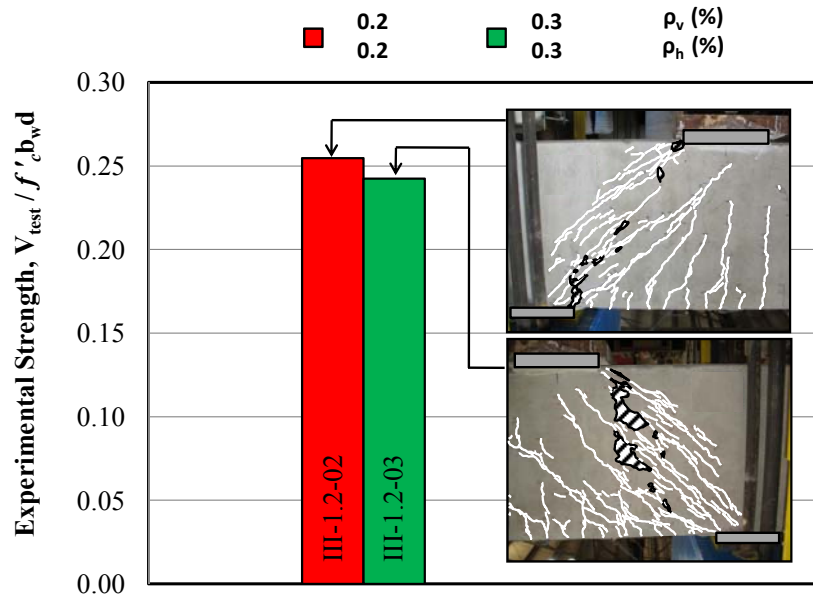 0.2 0.3 ρv (%)
0.2 0.3 ρh (%)
Experimental Strength, Vtest / f'cbwd
0.30
0.25
0.20
0.15
0.10
0.05
0.00
III-1.2-02
III-1.2-03